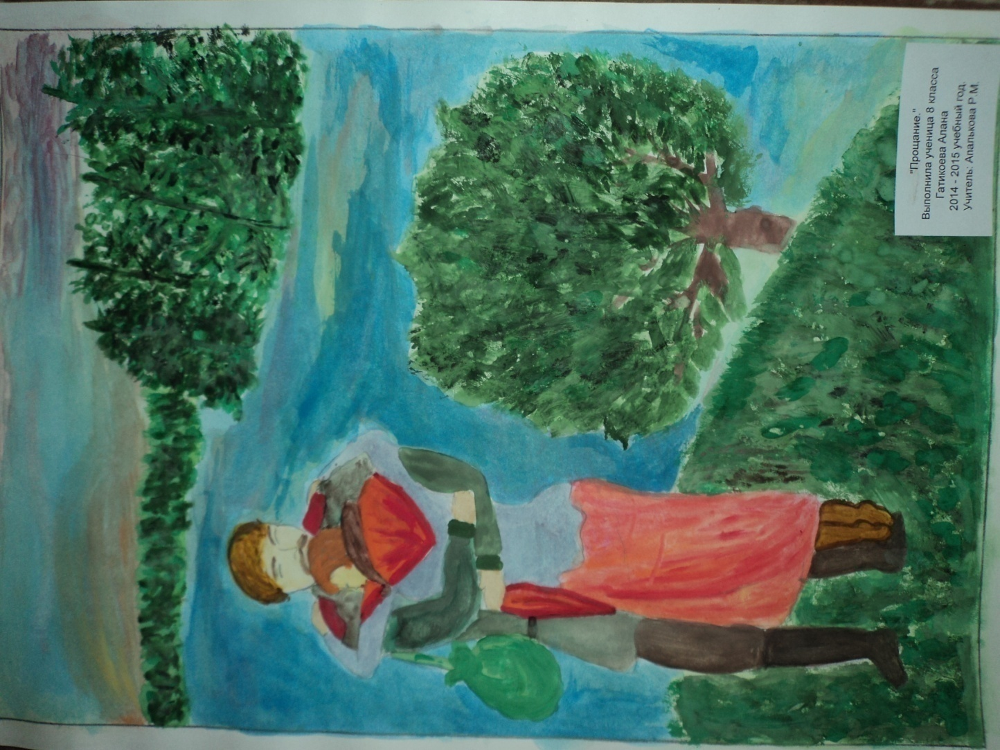 "Прощание."
Выполнила ученица 8 класса
Гатикоева Алана
2014 - 2015 учебный год.
Учитель: Апалькова Р.М.